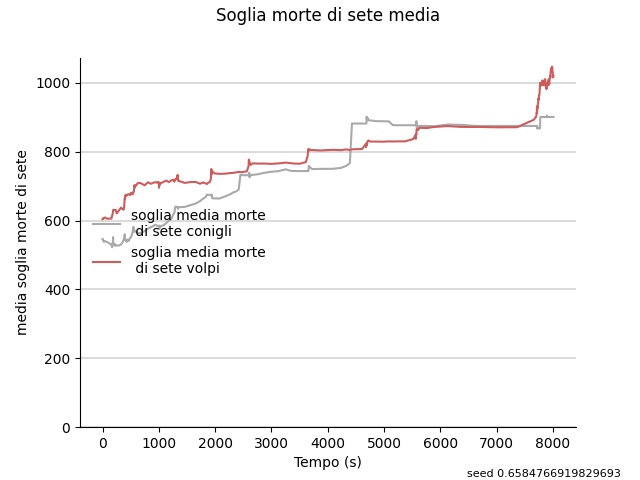 Soglia morte di sete media
media soglia morte di sete
1000
800
600
400
200
0
soglia media morte
di sete conigli
soglia media morte
di sete volpi
0 1000 2000 3000 4000 5000 6000 7000 8000
Tempo (s)
seed 0.6584766919829693